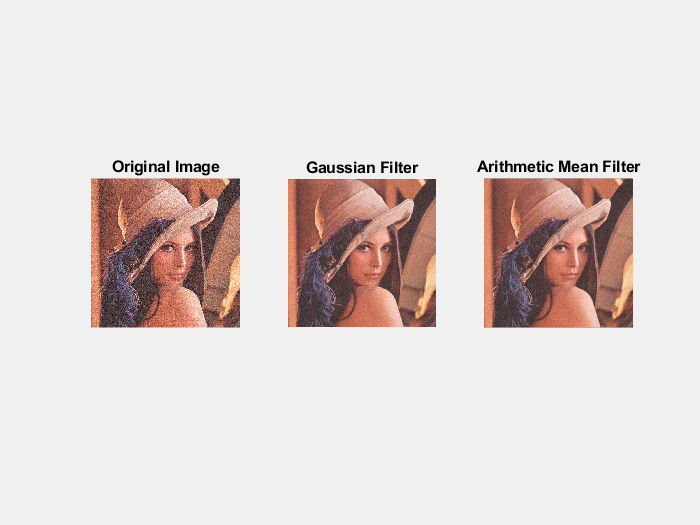 Original Image
Gaussian Filter
Arithmetic Mean Filter